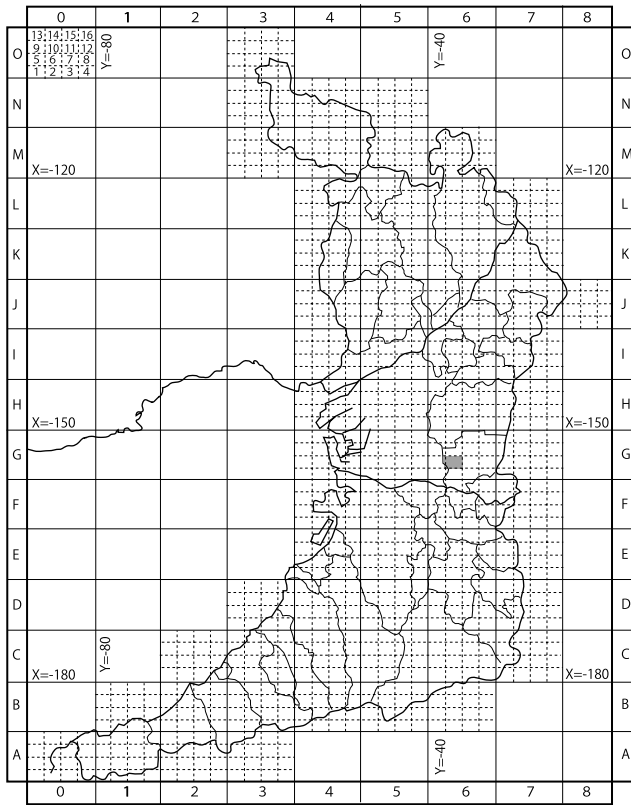 0 1 2 3 4 5 6 7 8
O 13 14 15 16 Y=-80 Y=-40 O
9 10 11 12
5 6 7 8
1 2 3 4
N N
M X=-120 X=-120 M
L L
K K
J J
I I
H X=-150 X=-150 H
G G
F F
E E
D D
C X=-180 Y=-80 X=-180 C
B B
A Y=-40 A
0 1 2 3 4 5 6 7 8